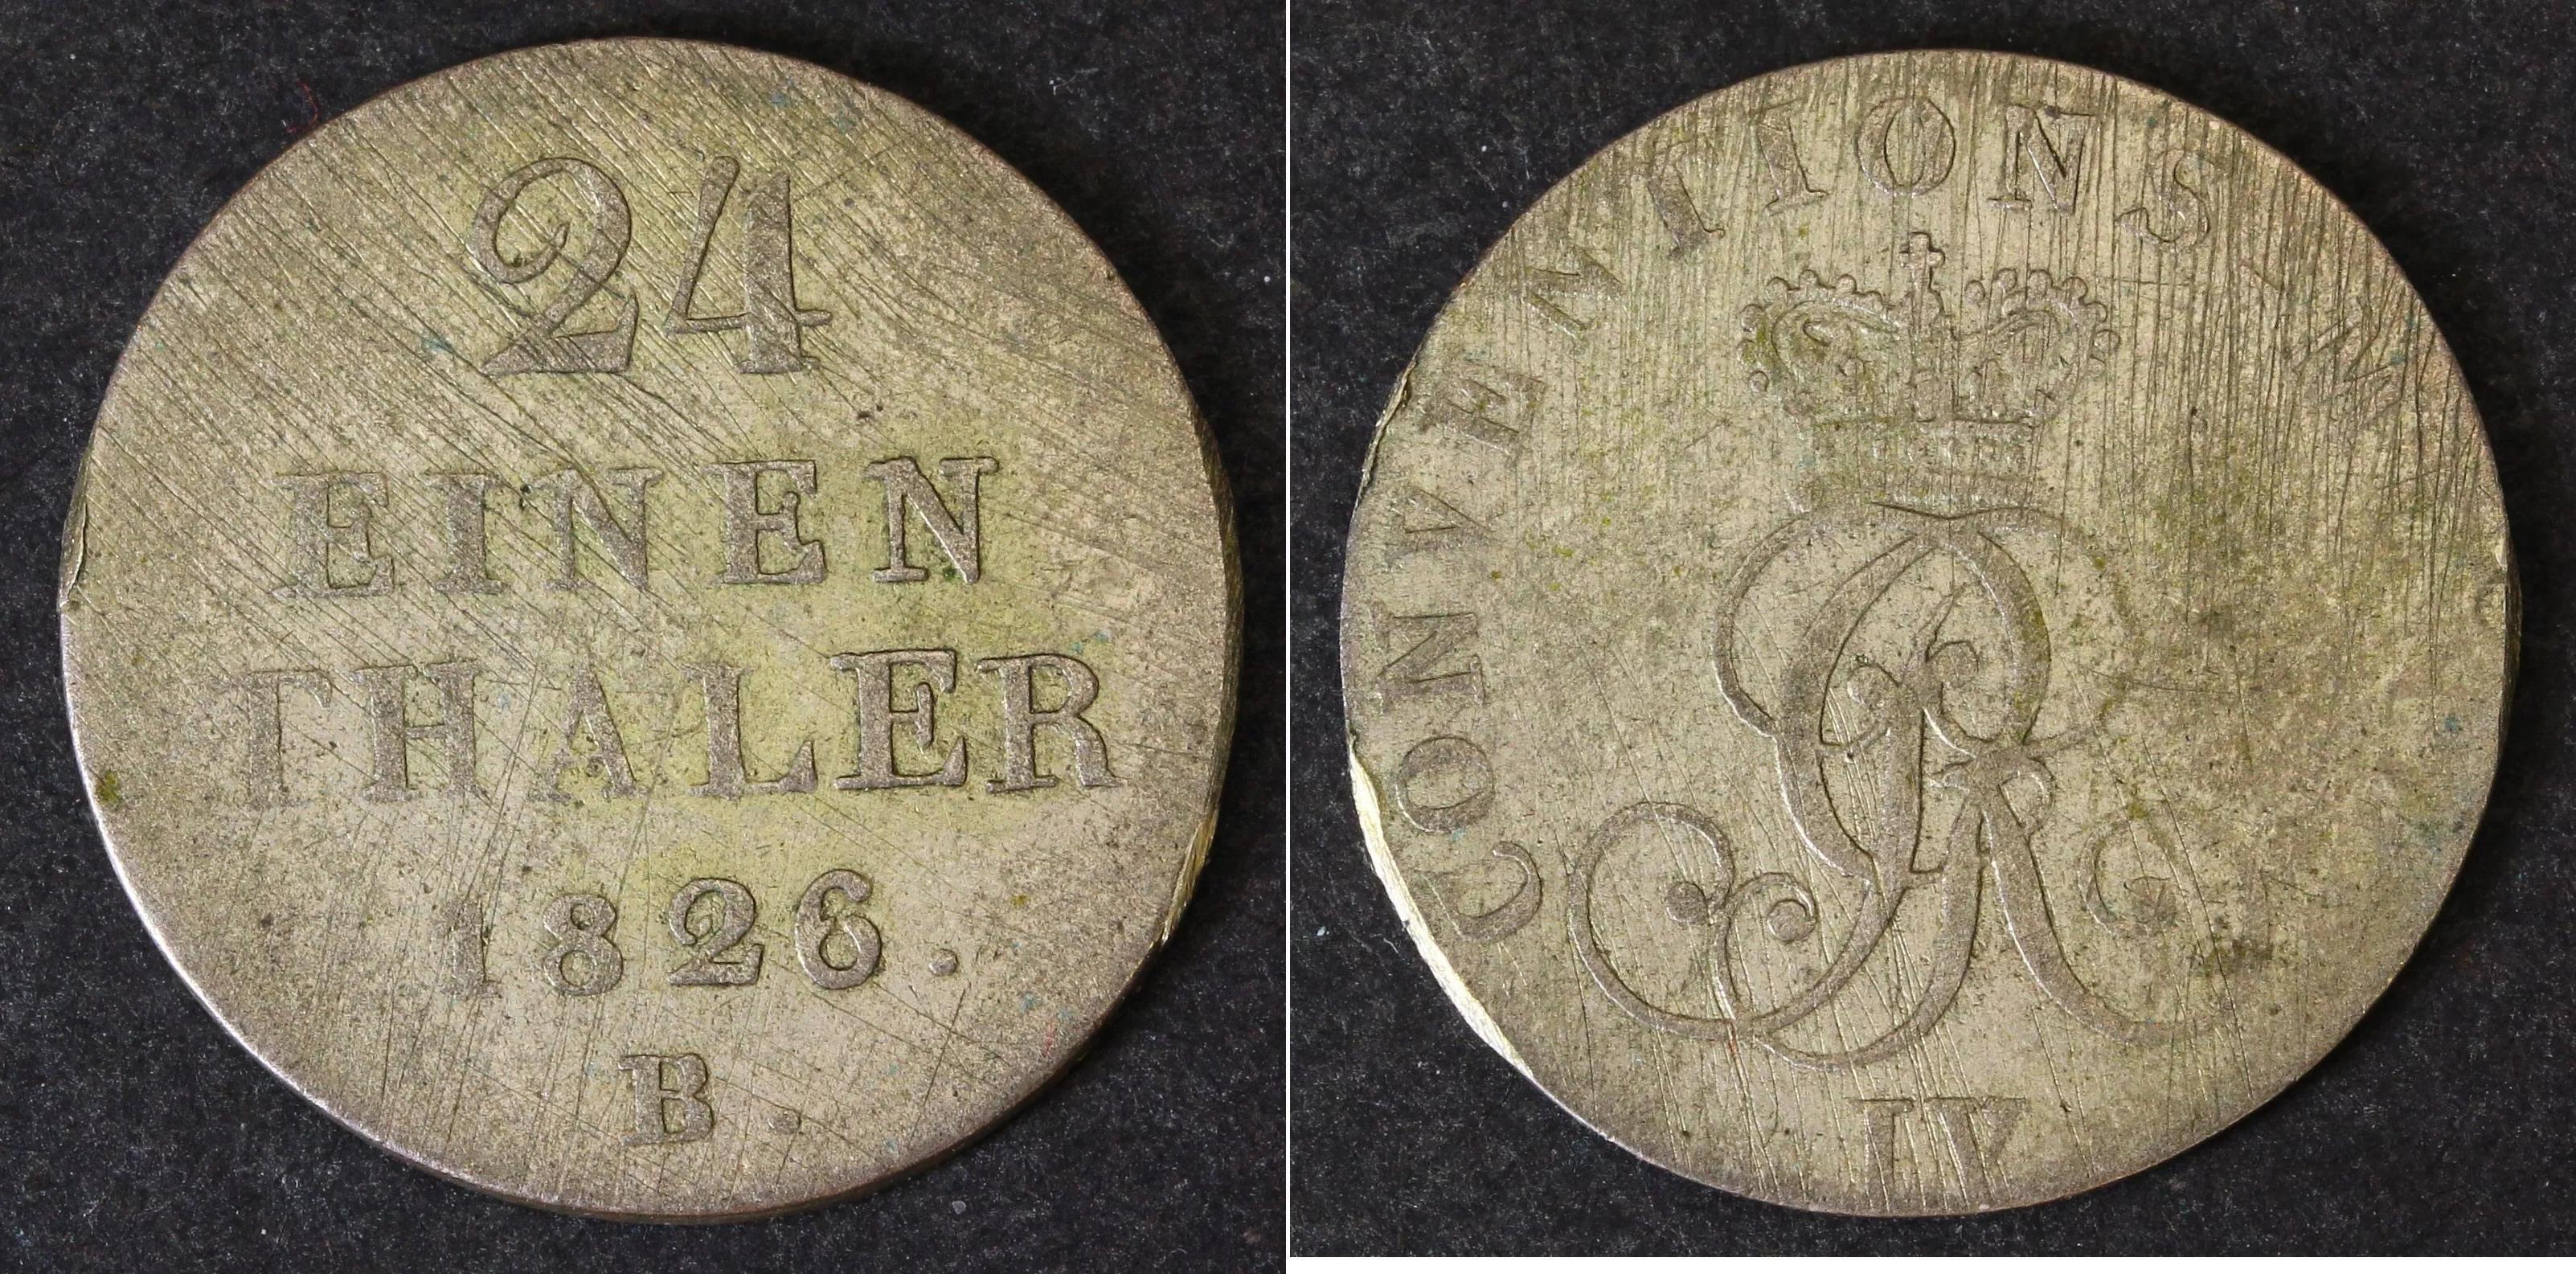 24
EINEN
THALER
1826.
B.
CONVENTIONS M
GR
IV